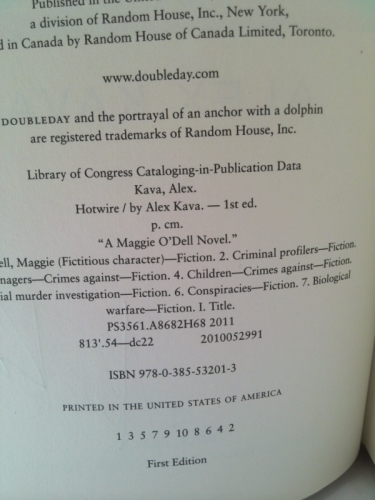 Published in the United
a division of Random House, Inc., New York,
in Canada by Random House of Canada Limited, Toronto.
www.doubleday.com
DOUBLEDAY and the portrayal of an anchor with a dolphin
are registered trademarks of Random House, Inc.
Library of Congress Cataloging-in-Publication Data
Kava, Alex.
Hotwire / by Alex Kava. — 1st ed.
p. cm.
“A Maggie O’Dell Novel.”
ell, Maggie (Fictitious character)—Fiction. 2. Criminal profilers—Fiction.
nagers—Crimes against—Fiction. 4. Children—Crimes against—Fiction.
ial murder investigation—Fiction. 6. Conspiracies—Fiction. 7. Biological
warfare—Fiction. I. Title.
PS3561.A8682H68 2011
813'.54—dc22 2010052991
ISBN 978-0-385-53201-3
PRINTED IN THE UNITED STATES OF AMERICA
1 3 5 7 9 10 8 6 4 2
First Edition